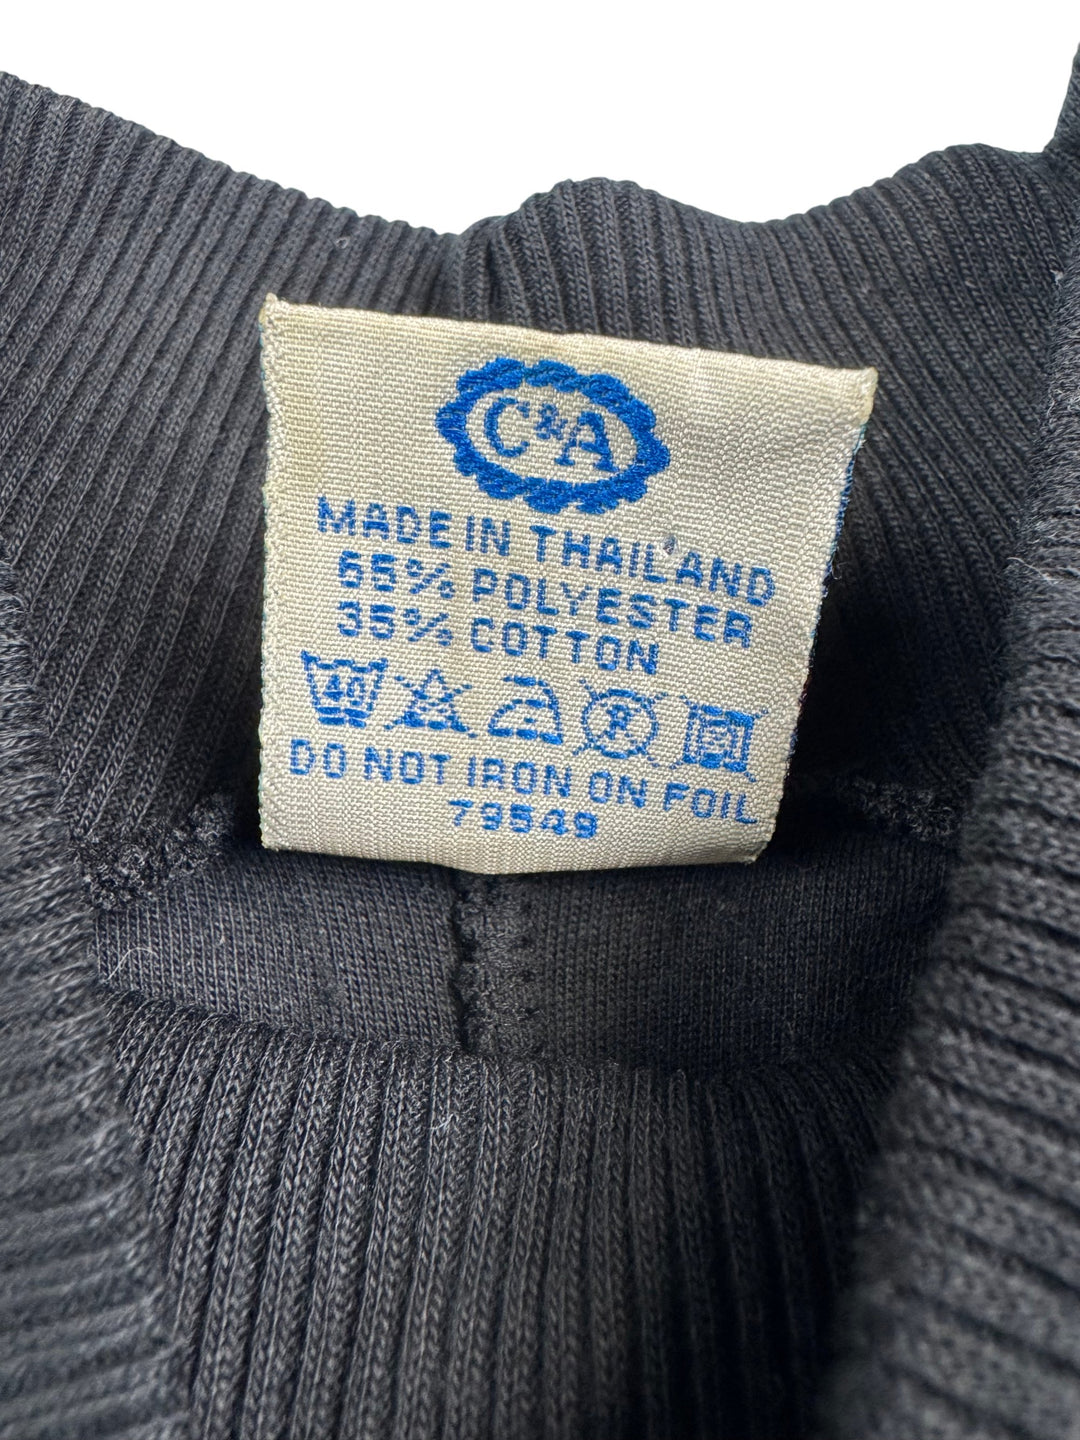 C&A
MADE IN THAILAND
65% POLYESTER
35% COTTON
40 P
DO NOT IRON ON FOIL
79549